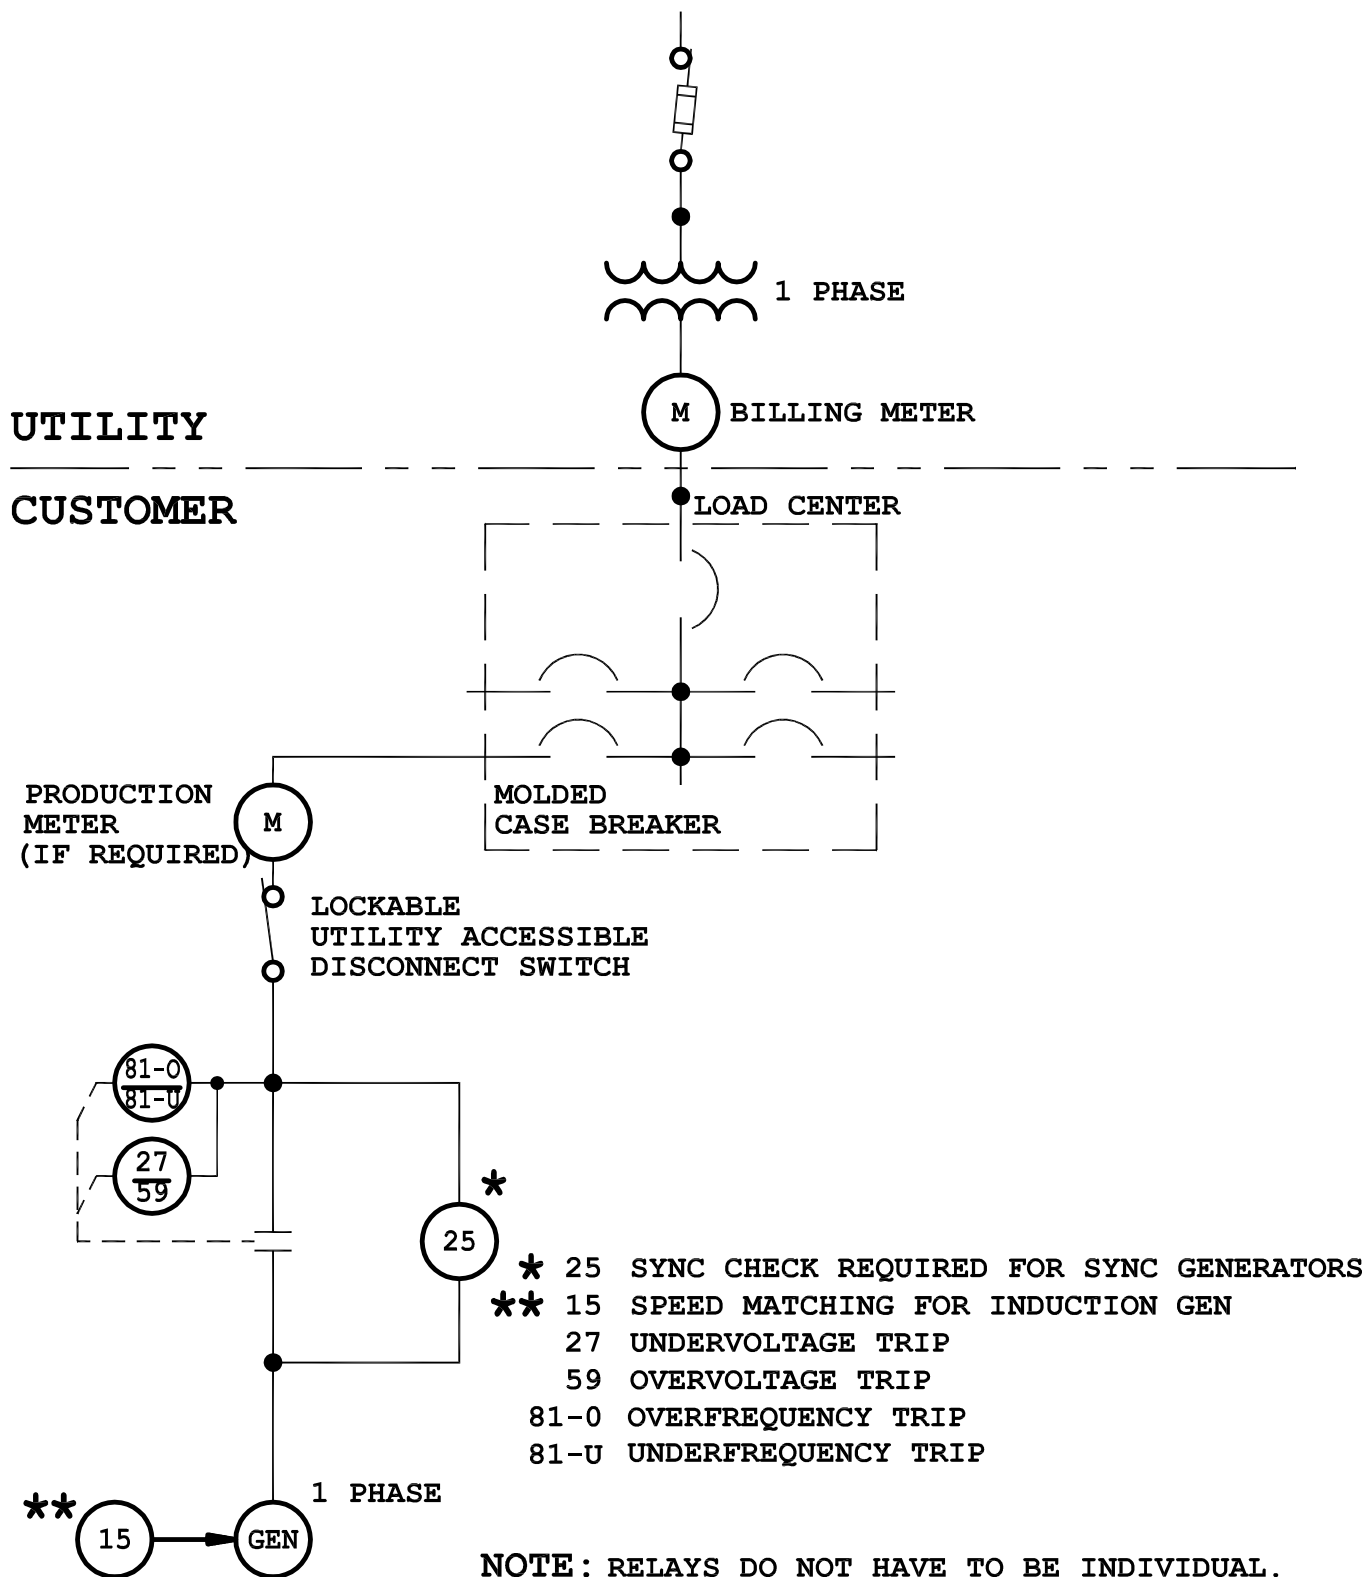 1 PHASE
M BILLING METER
UTILITY
CUSTOMER
LOAD CENTER
PRODUCTION
METER
(IF REQUIRED)
M
MOLDED
CASE BREAKER
LOCKABLE
UTILITY ACCESSIBLE
DISCONNECT SWITCH
81-O
81-U
27
59
*
25
* 25 SYNC CHECK REQUIRED FOR SYNC GENERATORS
** 15 SPEED MATCHING FOR INDUCTION GEN
27 UNDERVOLTAGE TRIP
59 OVERVOLTAGE TRIP
81-O OVERFREQUENCY TRIP
81-U UNDERFREQUENCY TRIP
1 PHASE
** 15
GEN
NOTE: RELAYS DO NOT HAVE TO BE INDIVIDUAL.